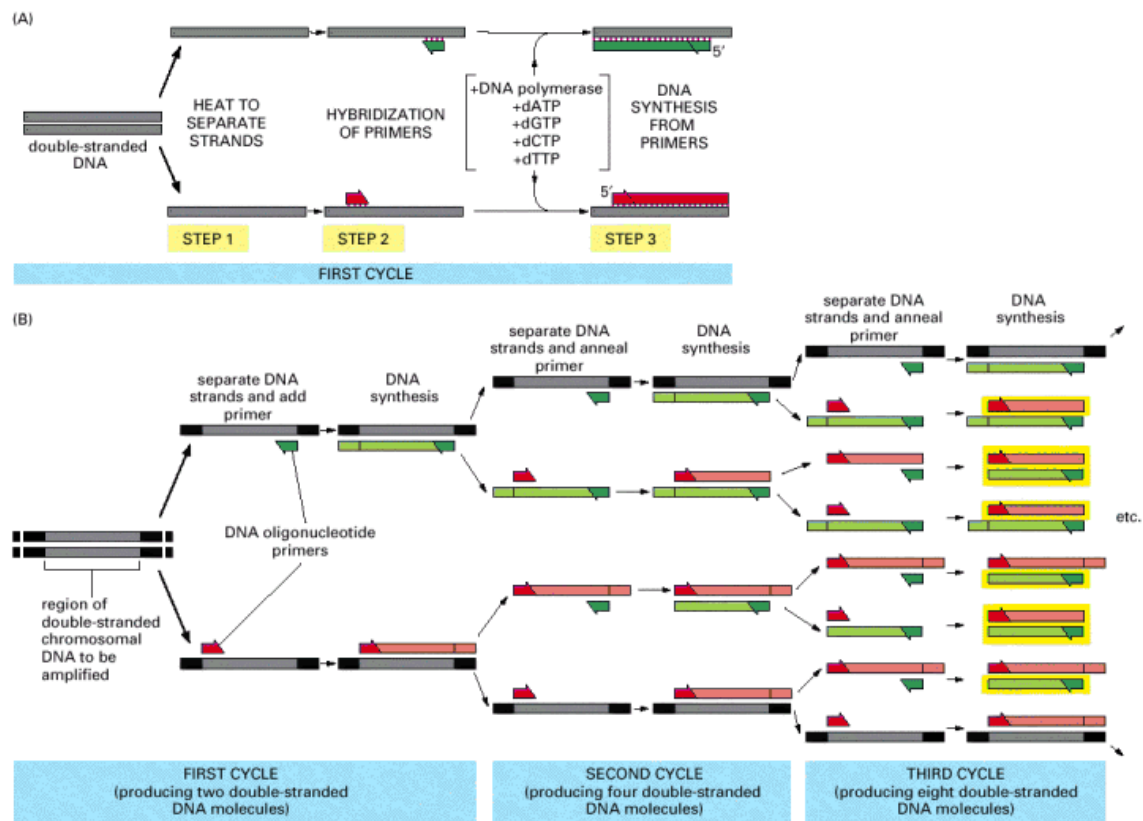 (A)
double-stranded
DNA
HEAT TO
SEPARATE
STRANDS
HYBRIDIZATION
OF PRIMERS
+DNA polymerase
+dATP
+dGTP
+dCTP
+dTTP
5′
DNA
SYNTHESIS
FROM
PRIMERS
5′
STEP 1
STEP 2
STEP 3
FIRST CYCLE
(B)
separate DNA
strands and add
primer
DNA
synthesis
separate DNA
strands and anneal
primer
DNA
synthesis
separate DNA
strands and anneal
primer
DNA
synthesis
DNA oligonucleotide
primers
region of
double-stranded
chromosomal
DNA to be
amplified
etc.
FIRST CYCLE
(producing two double-stranded
DNA molecules)
SECOND CYCLE
(producing four double-stranded
DNA molecules)
THIRD CYCLE
(producing eight double-stranded
DNA molecules)